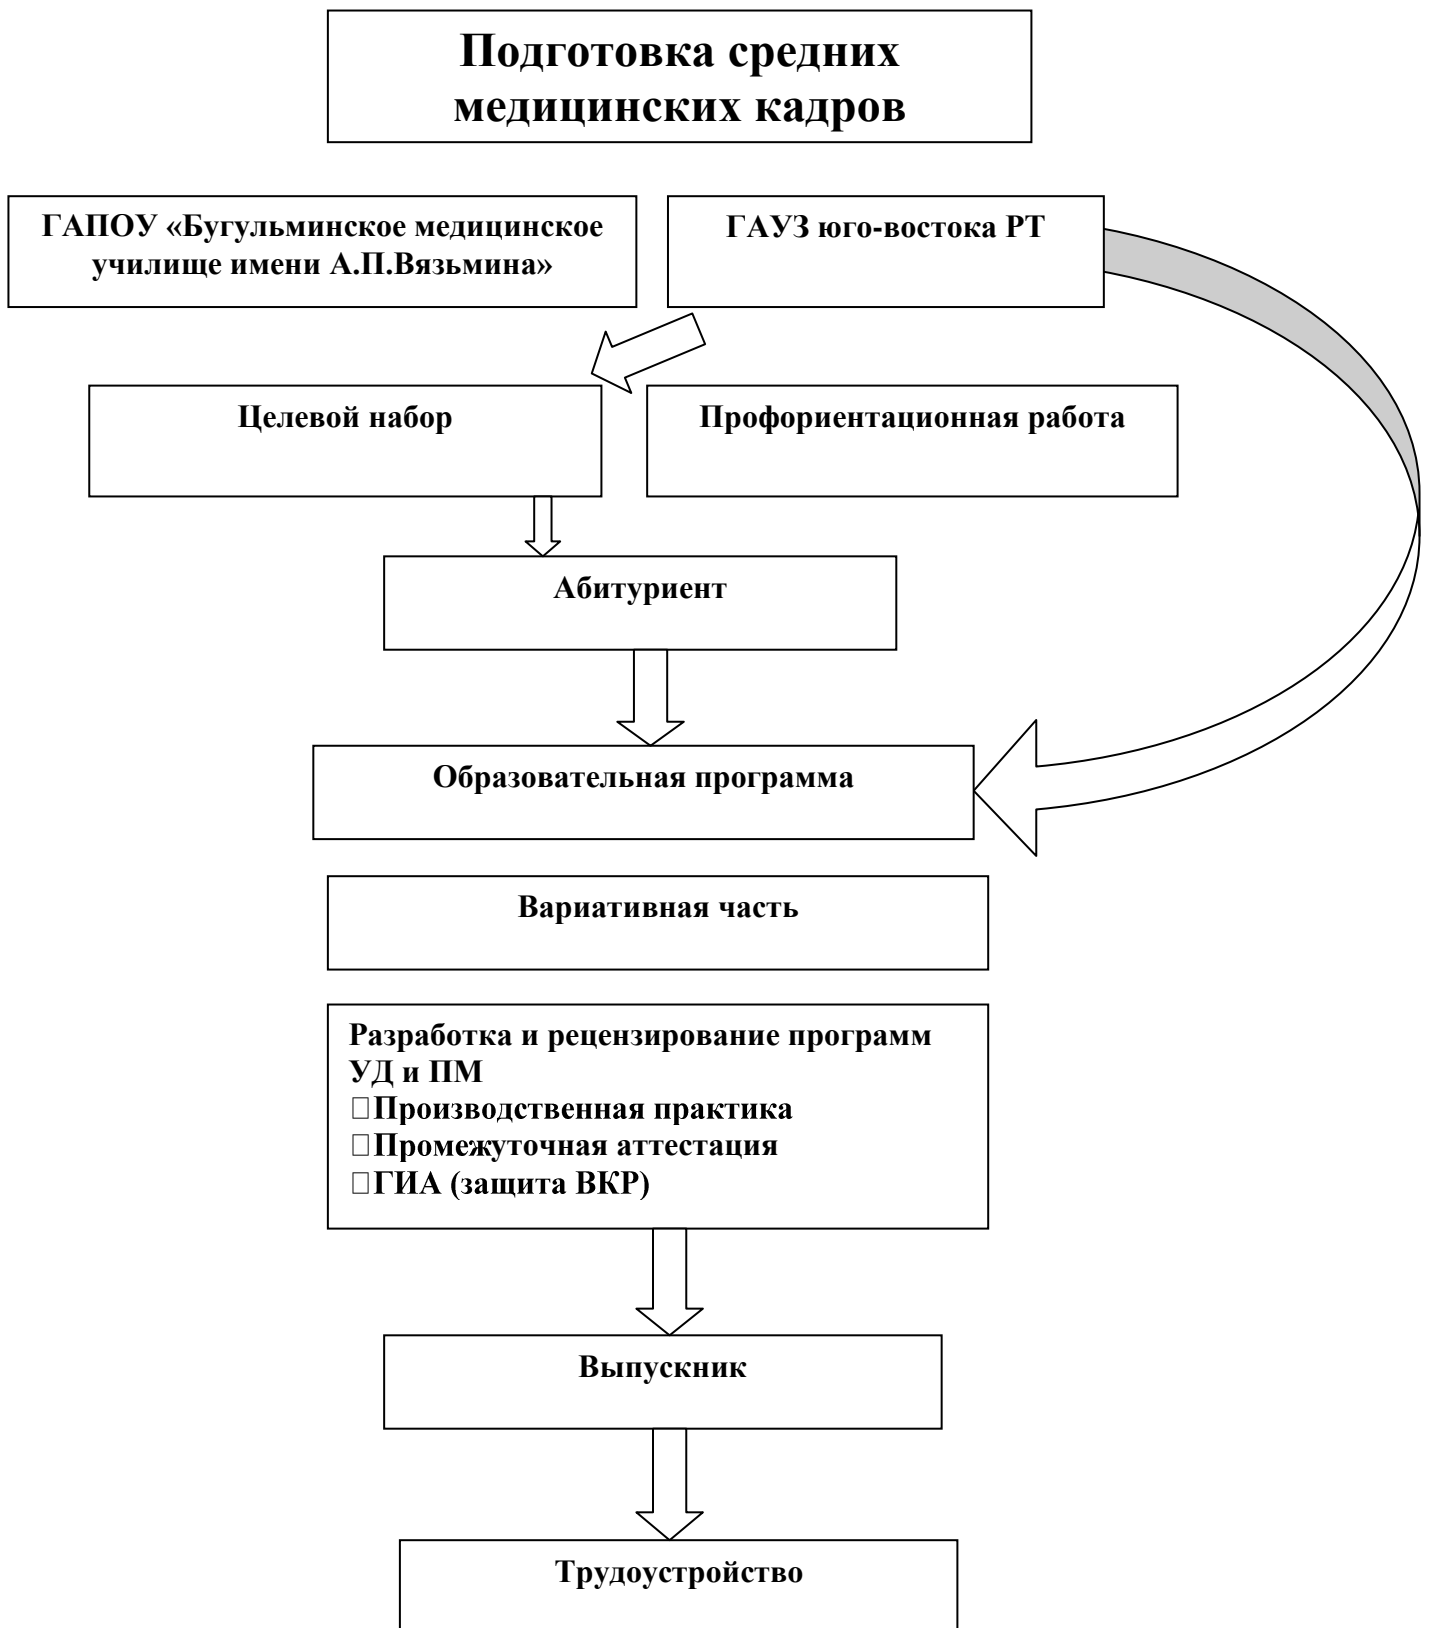 Подготовка средних
медицинских кадров
ГАПОУ «Бугульминское медицинское
училище имени А.П.Вязьмина»
ГАУЗ юго-востока РТ
Целевой набор
Профориентационная работа
Абитуриент
Образовательная программа
Вариативная часть
Разработка и рецензирование программ
УД и ПМ
Производственная практика
Промежуточная аттестация
ГИА (защита ВКР)
Выпускник
Трудоустройство